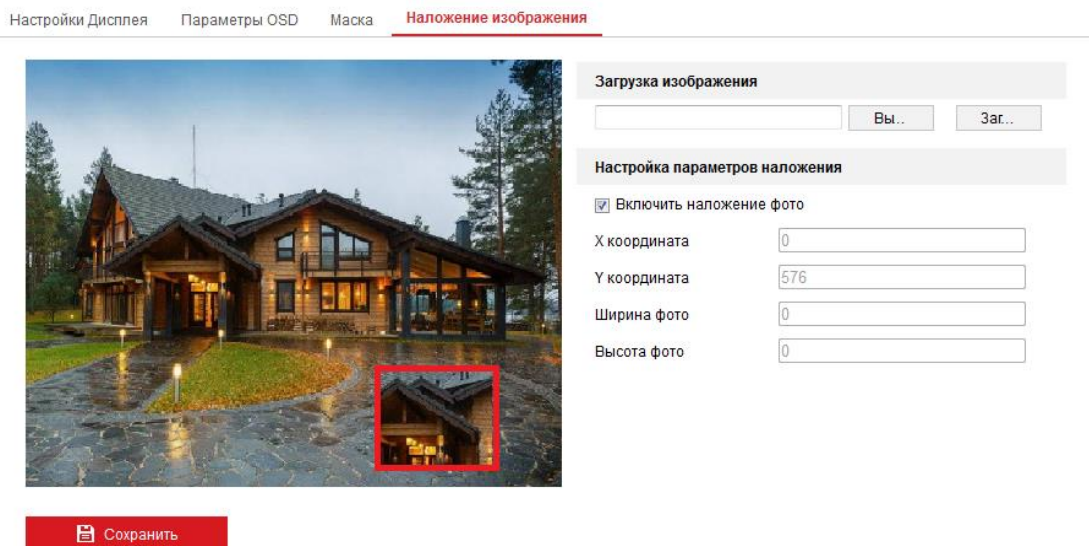 Настройки Дисплея Параметры OSD Маска Наложение изображения
Загрузка изображения
Вы.. Заг...
Настройка параметров наложения
Включить наложение фото
X координата 0
Y координата 576
Ширина фото 0
Высота фото 0
Сохранить